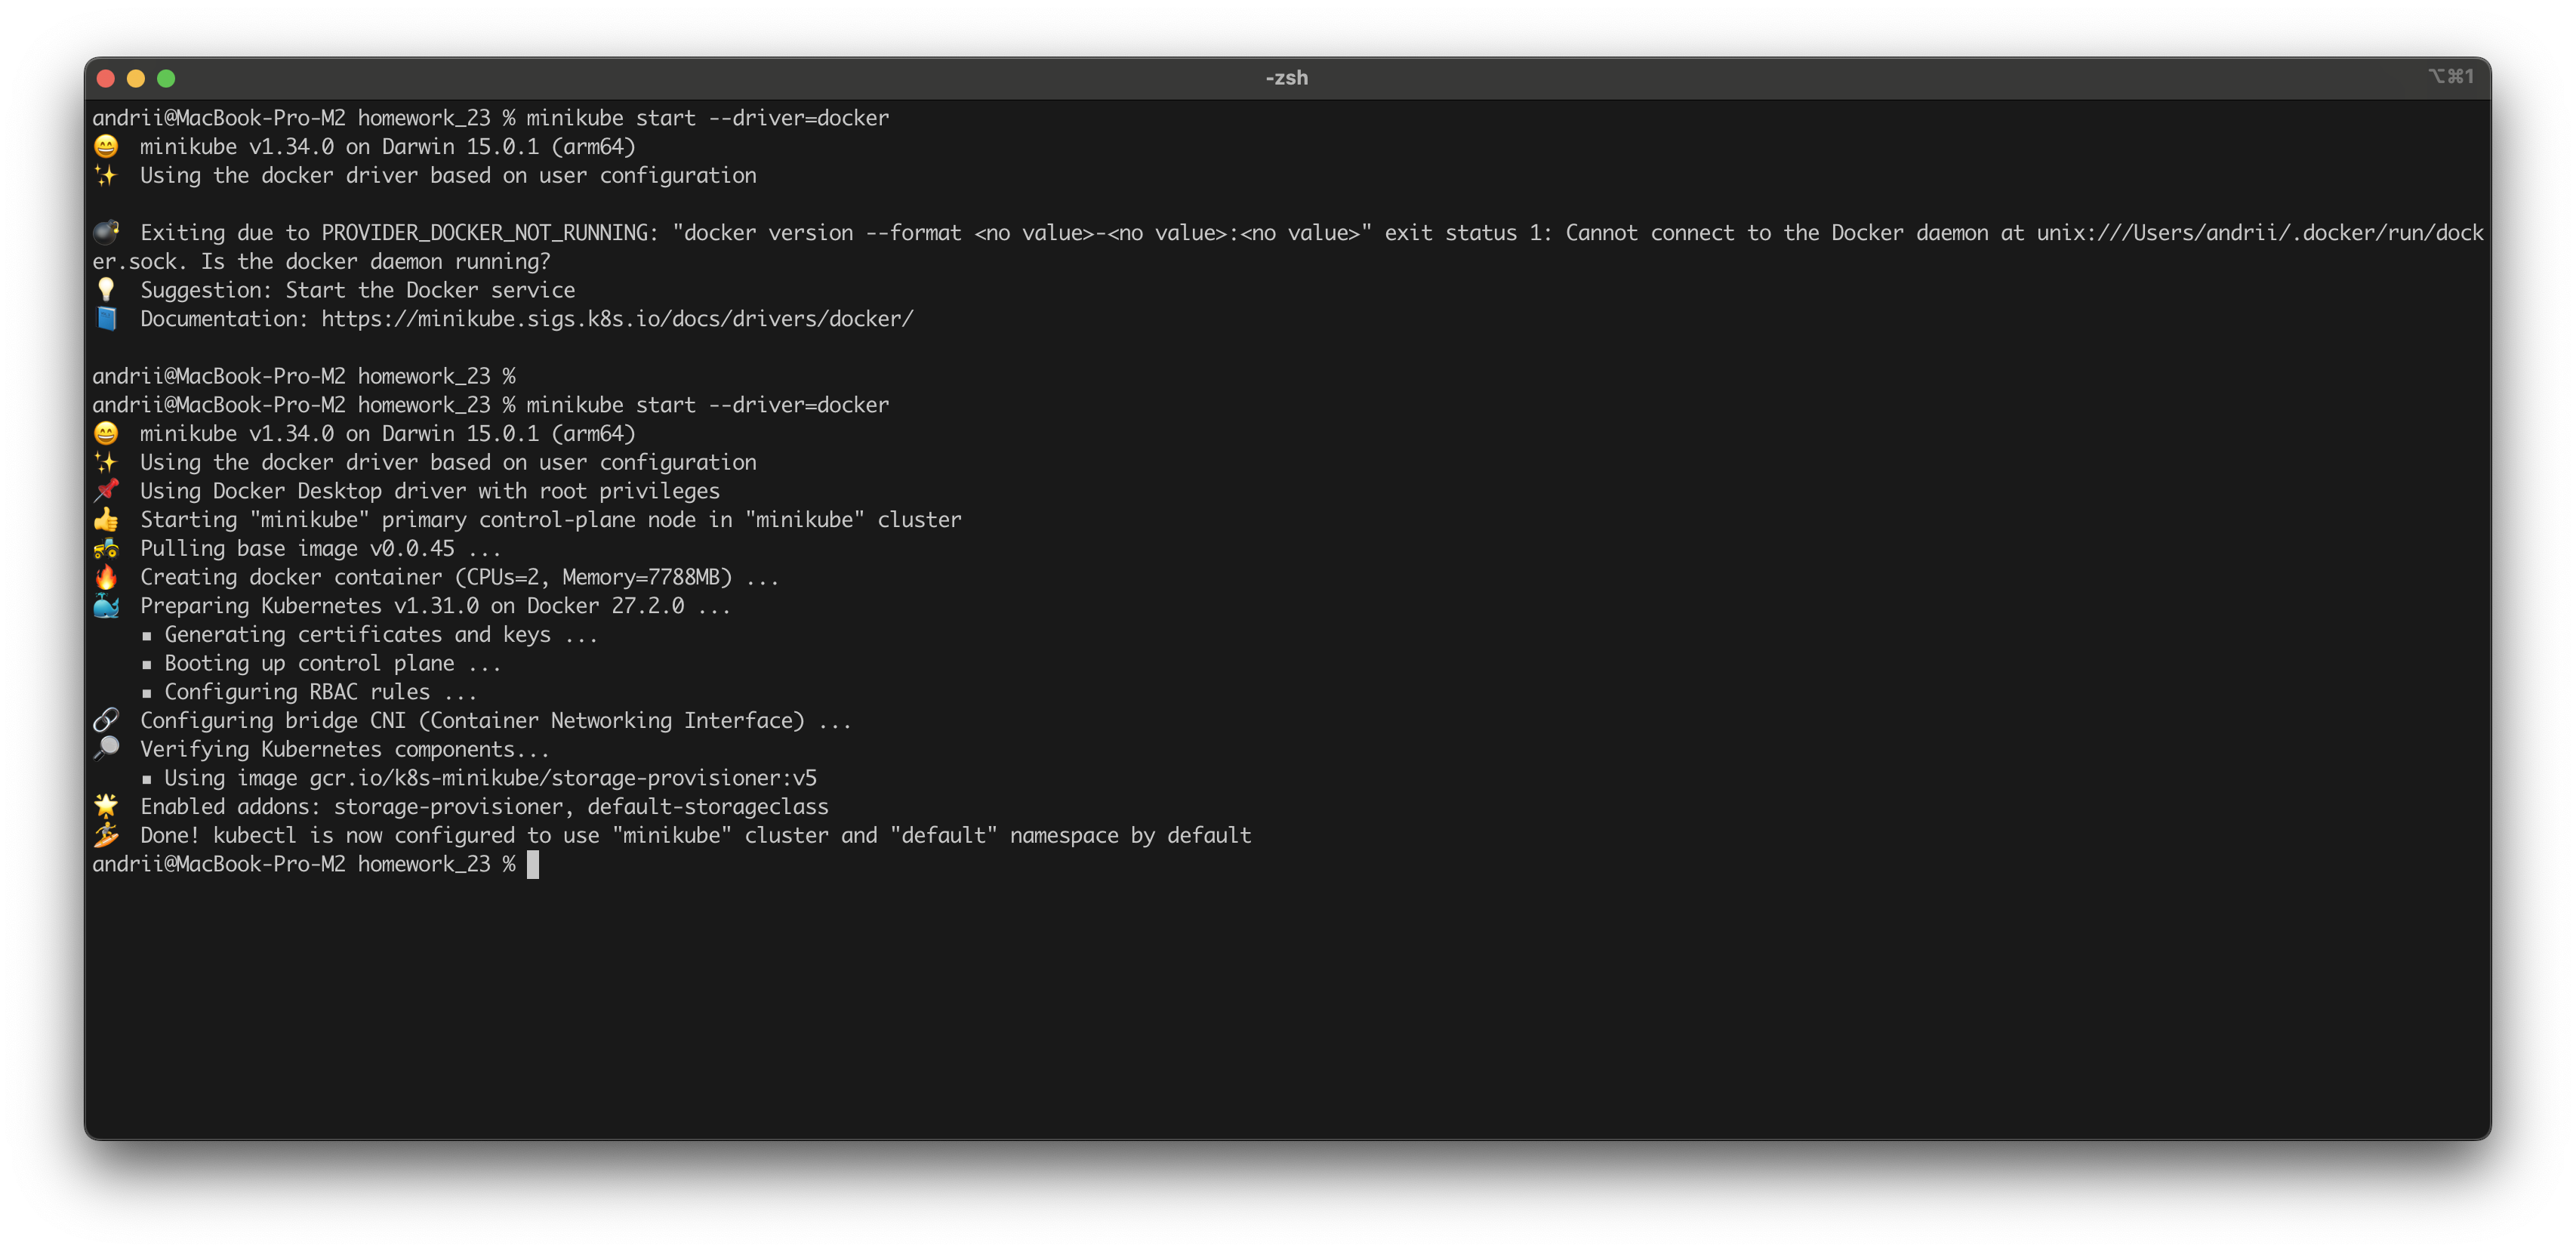 -zsh
⌥⌘1
andrii@MacBook-Pro-M2 homework_23 % minikube start --driver=docker
😄  minikube v1.34.0 on Darwin 15.0.1 (arm64)
✨  Using the docker driver based on user configuration
💣  Exiting due to PROVIDER_DOCKER_NOT_RUNNING: "docker version --format <no value>-<no value>:<no value>" exit status 1: Cannot connect to the Docker daemon at unix:///Users/andrii/.docker/run/dock
er.sock. Is the docker daemon running?
💡  Suggestion: Start the Docker service
📘  Documentation: https://minikube.sigs.k8s.io/docs/drivers/docker/
andrii@MacBook-Pro-M2 homework_23 %
andrii@MacBook-Pro-M2 homework_23 % minikube start --driver=docker
😄  minikube v1.34.0 on Darwin 15.0.1 (arm64)
✨  Using the docker driver based on user configuration
📌  Using Docker Desktop driver with root privileges
👍  Starting "minikube" primary control-plane node in "minikube" cluster
🚜  Pulling base image v0.0.45 ...
🔥  Creating docker container (CPUs=2, Memory=7788MB) ...
🐳  Preparing Kubernetes v1.31.0 on Docker 27.2.0 ...
    ▪ Generating certificates and keys ...
    ▪ Booting up control plane ...
    ▪ Configuring RBAC rules ...
🔗  Configuring bridge CNI (Container Networking Interface) ...
🔎  Verifying Kubernetes components...
    ▪ Using image gcr.io/k8s-minikube/storage-provisioner:v5
🌟  Enabled addons: storage-provisioner, default-storageclass
🏄  Done! kubectl is now configured to use "minikube" cluster and "default" namespace by default
andrii@MacBook-Pro-M2 homework_23 %